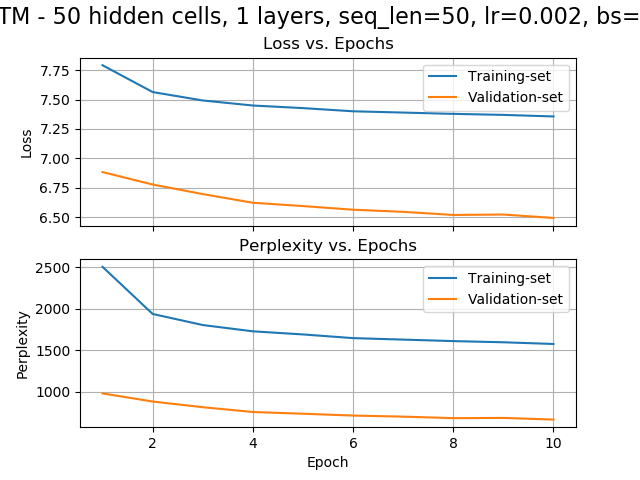 TM - 50 hidden cells, 1 layers, seq_len=50, lr=0.002, bs=
Loss vs. Epochs
7.75
7.50
7.25
7.00
6.75
6.50
Loss
Training-set
Validation-set
Perplexity vs. Epochs
2500
2000
1500
1000
Perplexity
Training-set
Validation-set
2 4 6 8 10
Epoch